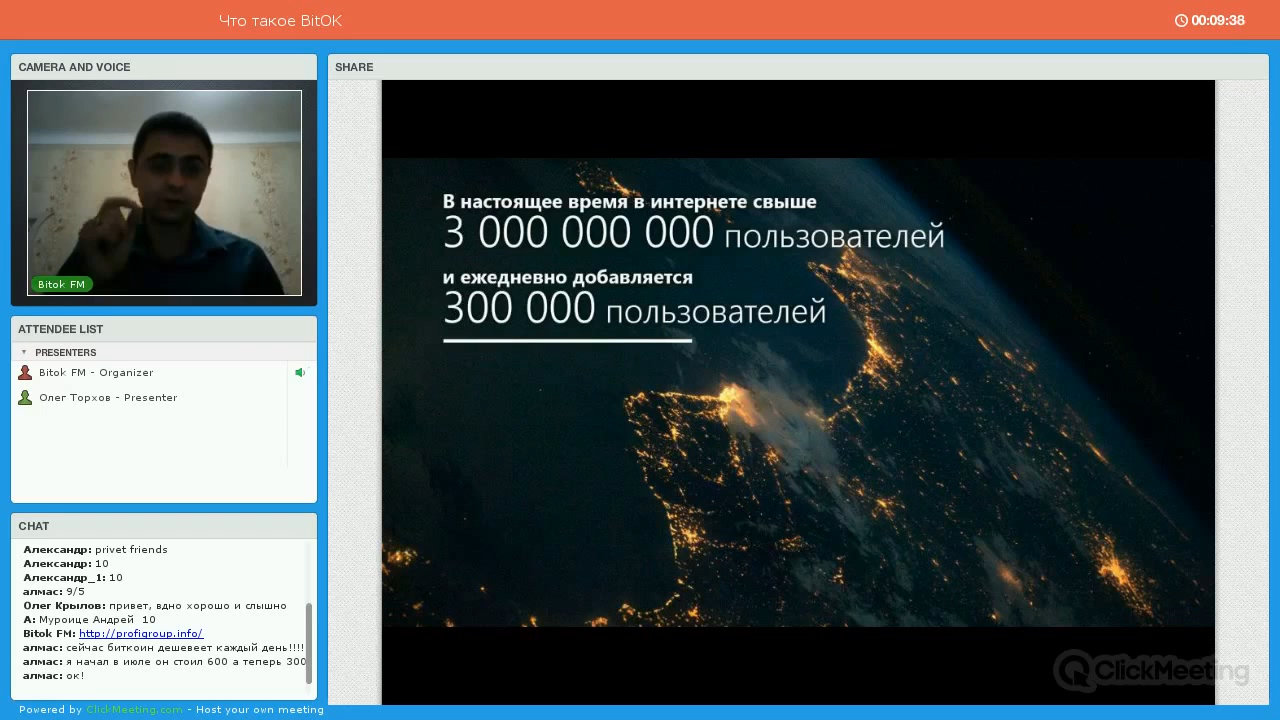 Что такое BitOK
00:09:38
CAMERA AND VOICE
Bitok FM
ATTENDEE LIST
PRESENTERS
Bitok FM - Organizer
Олег Торхов - Presenter
CHAT
Александр: privet friends
Александр: 10
Александр_1: 10
алмас: 9/5
Олег Крылов: привет, вдно хорошо и слышно
А: Муроице Андрей 10
Bitok FM: http://profigroup.info/
алмас: сейчас биткоин дешевеет каждый день!!!!
алмас: я начал в июле он стоил 600 а теперь 300
алмас: ок!
Powered by ClickMeeting.com - Host your own meeting
SHARE
В настоящее время в интернете свыше
3 000 000 000 пользователей
и ежедневно добавляется
300 000 пользователей
ClickMeeting